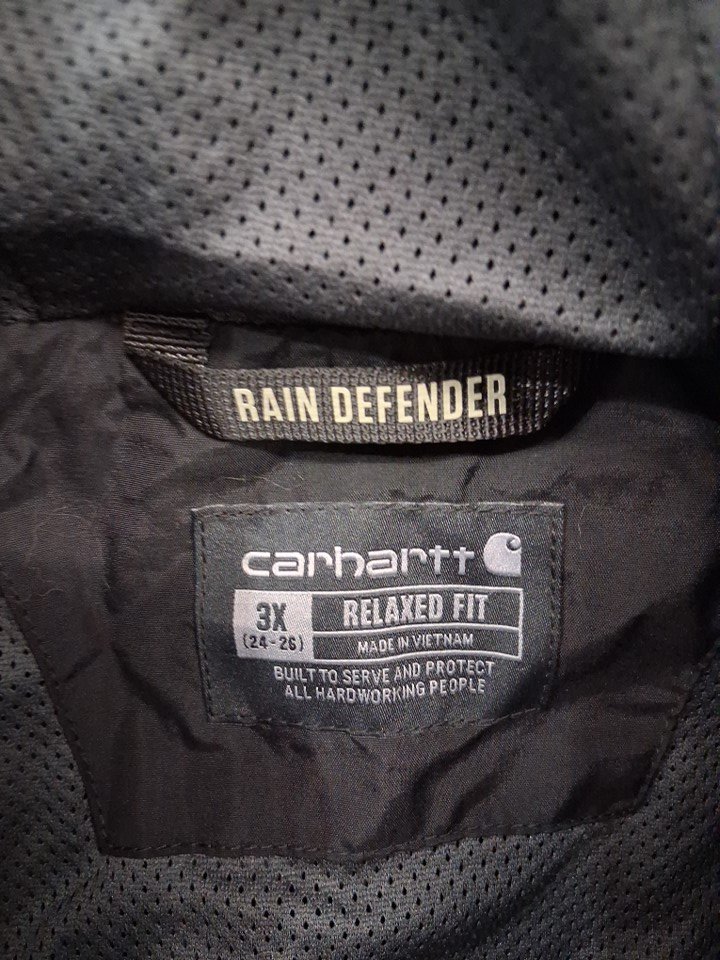 RAIN DEFENDER
carhartt
3X
(24-26)
RELAXED FIT
MADE IN VIETNAM
BUILT TO SERVE AND PROTECT
ALL HARDWORKING PEOPLE